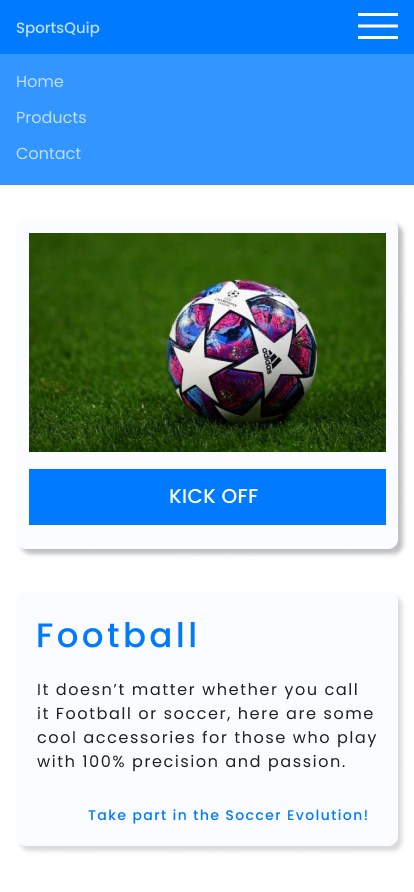 SportsQuip
Home
Products
Contact
adidas
KICK OFF
Football
It doesn’t matter whether you call
it Football or soccer, here are some
cool accessories for those who play
with 100% precision and passion.
Take part in the Soccer Evolution!